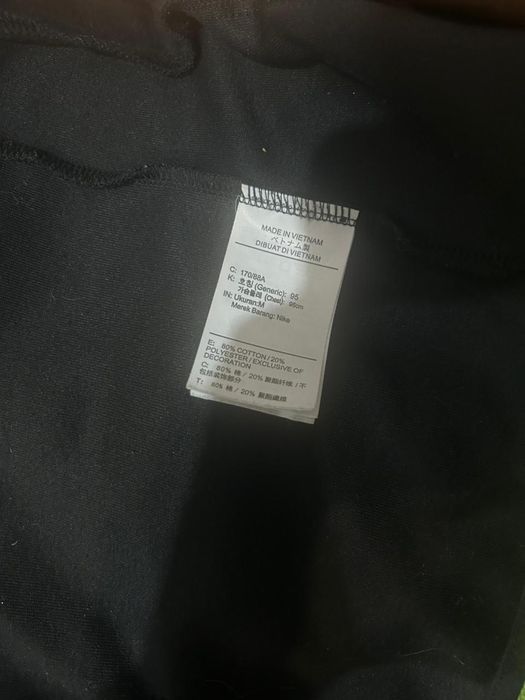 MADE IN VIETNAM
ベトナム製
DIBUAT DI VIETNAM
C: 170/88A
K: 호칭 (Generic): 95
가슴둘레 (Chest): 95cm
IN: Ukuran:M
Merek Barang: Nike
E: 80% COTTON / 20%
POLYESTER / EXCLUSIVE OF
DECORATION
C: 80% 棉 / 20% 聚酯纤维 / 不
包括装饰部分
T: 80% 棉 / 20% 聚酯纖維